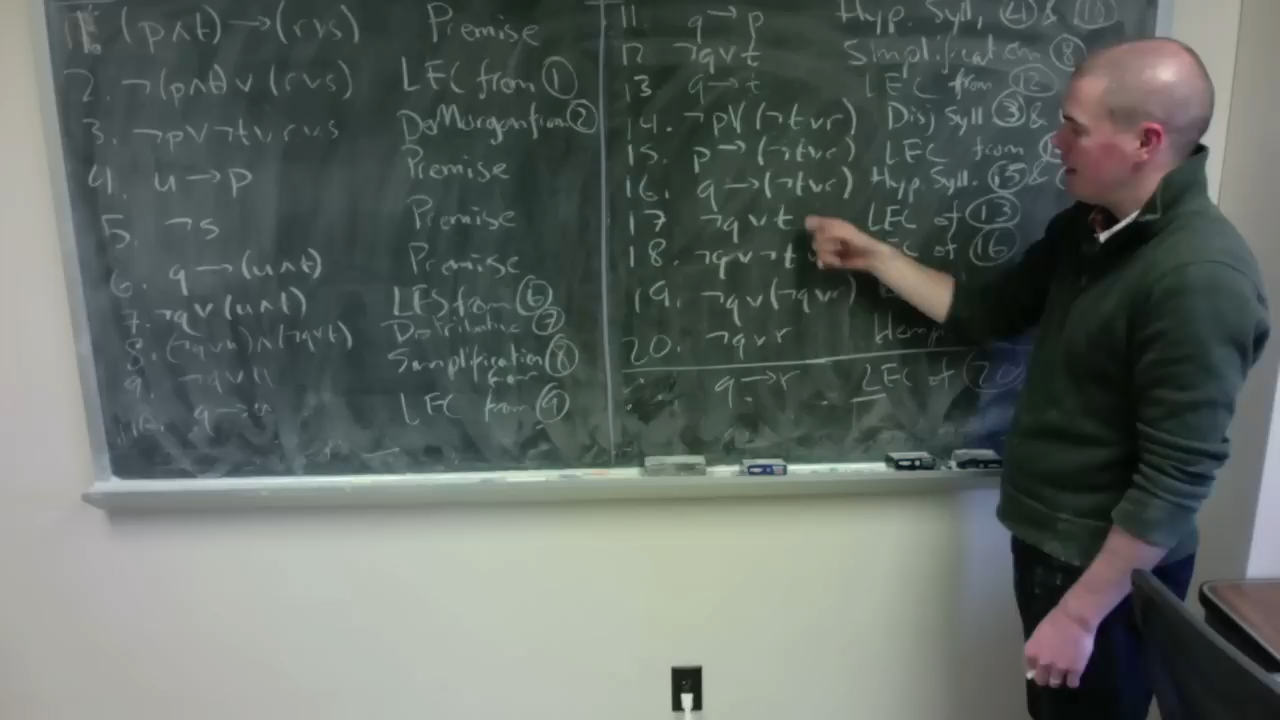 1. (p∧t)→(r∨s) Premise
2. ¬(p∧t)∨(r∨s) LEC from ①
3. ¬p∨¬t∨r∨s DeMorgan from ②
4. u→p Premise
5. ¬s Premise
6. q→(u∧t) Premise
7. ¬q∨(u∧t) LES from ⑥
8. (¬q∨u)∧(¬q∨t) Distributive ⑦
9. ¬q∨u Simplification from ⑧
10. q→u LEC from ⑨
11. q→p Hyp. Syll, ④ & ⑩
12 ¬q∨t Simplification ⑧
13 q→t LEC from ⑫
14. ¬p∨(¬t∨r) Disj Syll ③ &
15. p→(¬t∨r) LEC from
16. q→(¬t∨r) Hyp. Syll. ⑮ &
17 ¬q∨t LEC of ⑬
18. ¬q∨¬t of ⑯
19. ¬q∨(¬q∨r)
20. ¬q∨r
∴ q→r LEC of ⑳